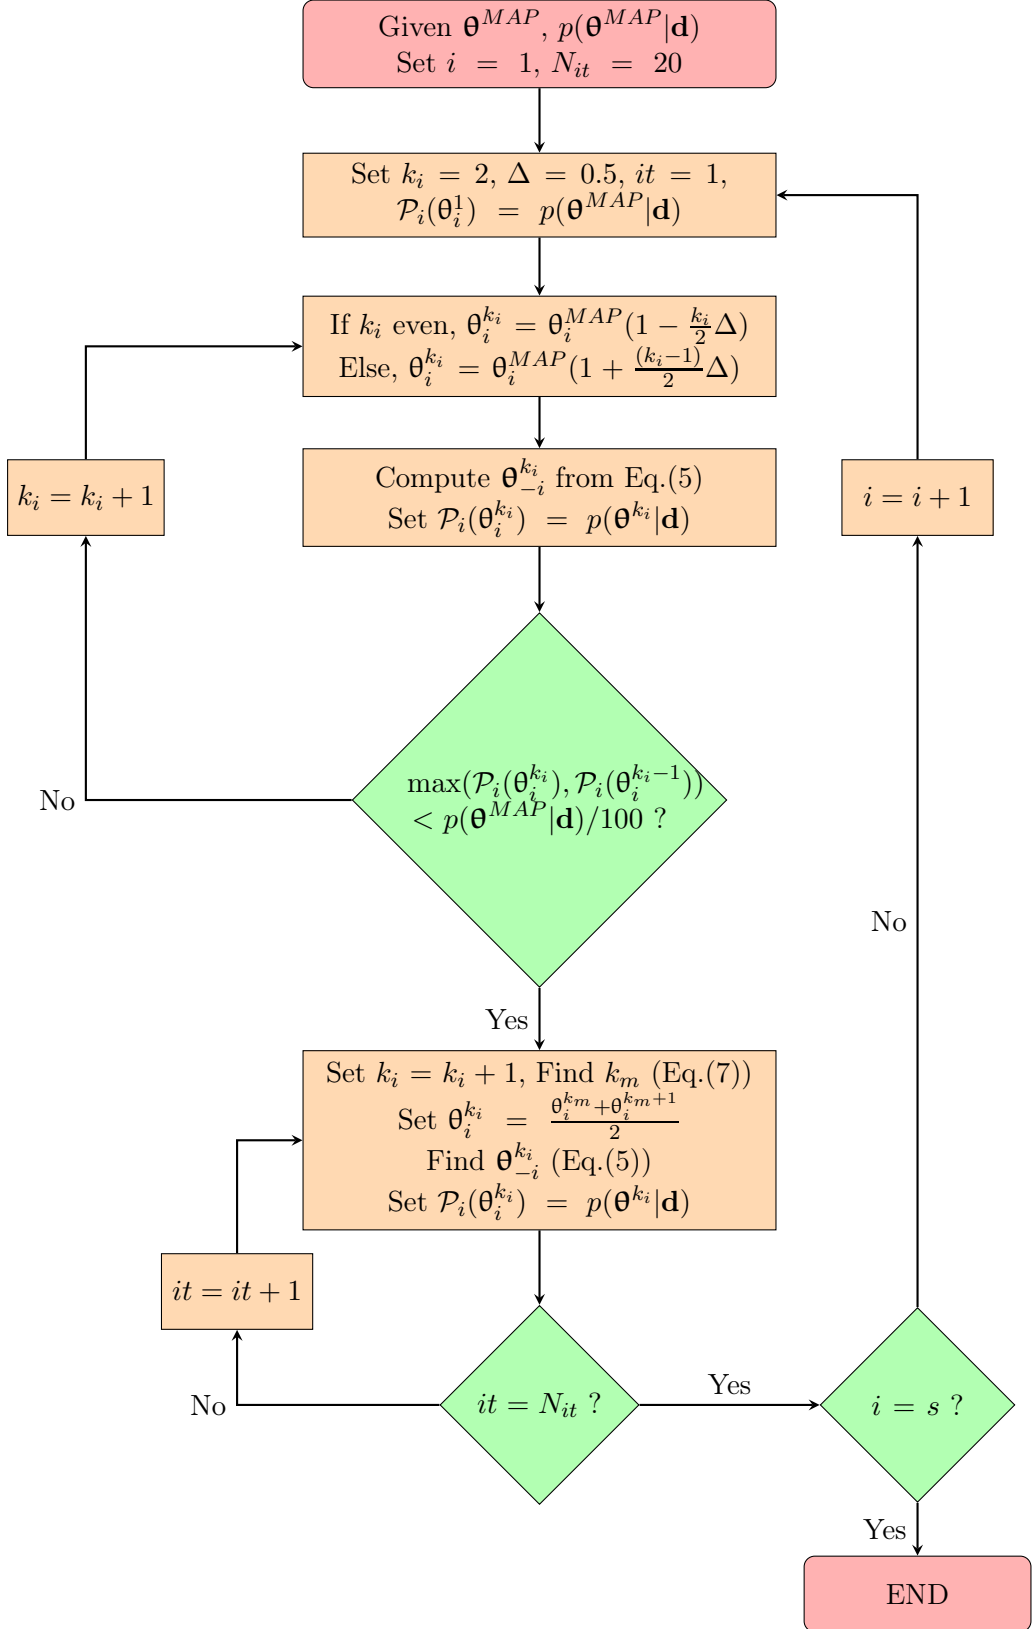 Given θ^{MAP}, p(θ^{MAP}|d)
Set i = 1, N_{it} = 20
Set k_i = 2, Δ = 0.5, it = 1,
𝒫_i(θ_i^1) = p(θ^{MAP}|d)
If k_i even, θ_i^{k_i} = θ_i^{MAP}(1 − \frac{k_i}{2}Δ)
Else, θ_i^{k_i} = θ_i^{MAP}(1 + \frac{(k_i−1)}{2}Δ)
k_i = k_i + 1
Compute θ_{−i}^{k_i} from Eq.(5)
Set 𝒫_i(θ_i^{k_i}) = p(θ^{k_i}|d)
i = i + 1
max(𝒫_i(θ_i^{k_i}), 𝒫_i(θ_i^{k_i−1}))
< p(θ^{MAP}|d)/100 ?
No
No
Yes
Set k_i = k_i + 1, Find k_m (Eq.(7))
Set θ_i^{k_i} = \frac{θ_i^{k_m}+θ_i^{k_m+1}}{2}
Find θ_{−i}^{k_i} (Eq.(5))
Set 𝒫_i(θ_i^{k_i}) = p(θ^{k_i}|d)
it = it + 1
No
it = N_{it} ?
Yes
i = s ?
Yes
END